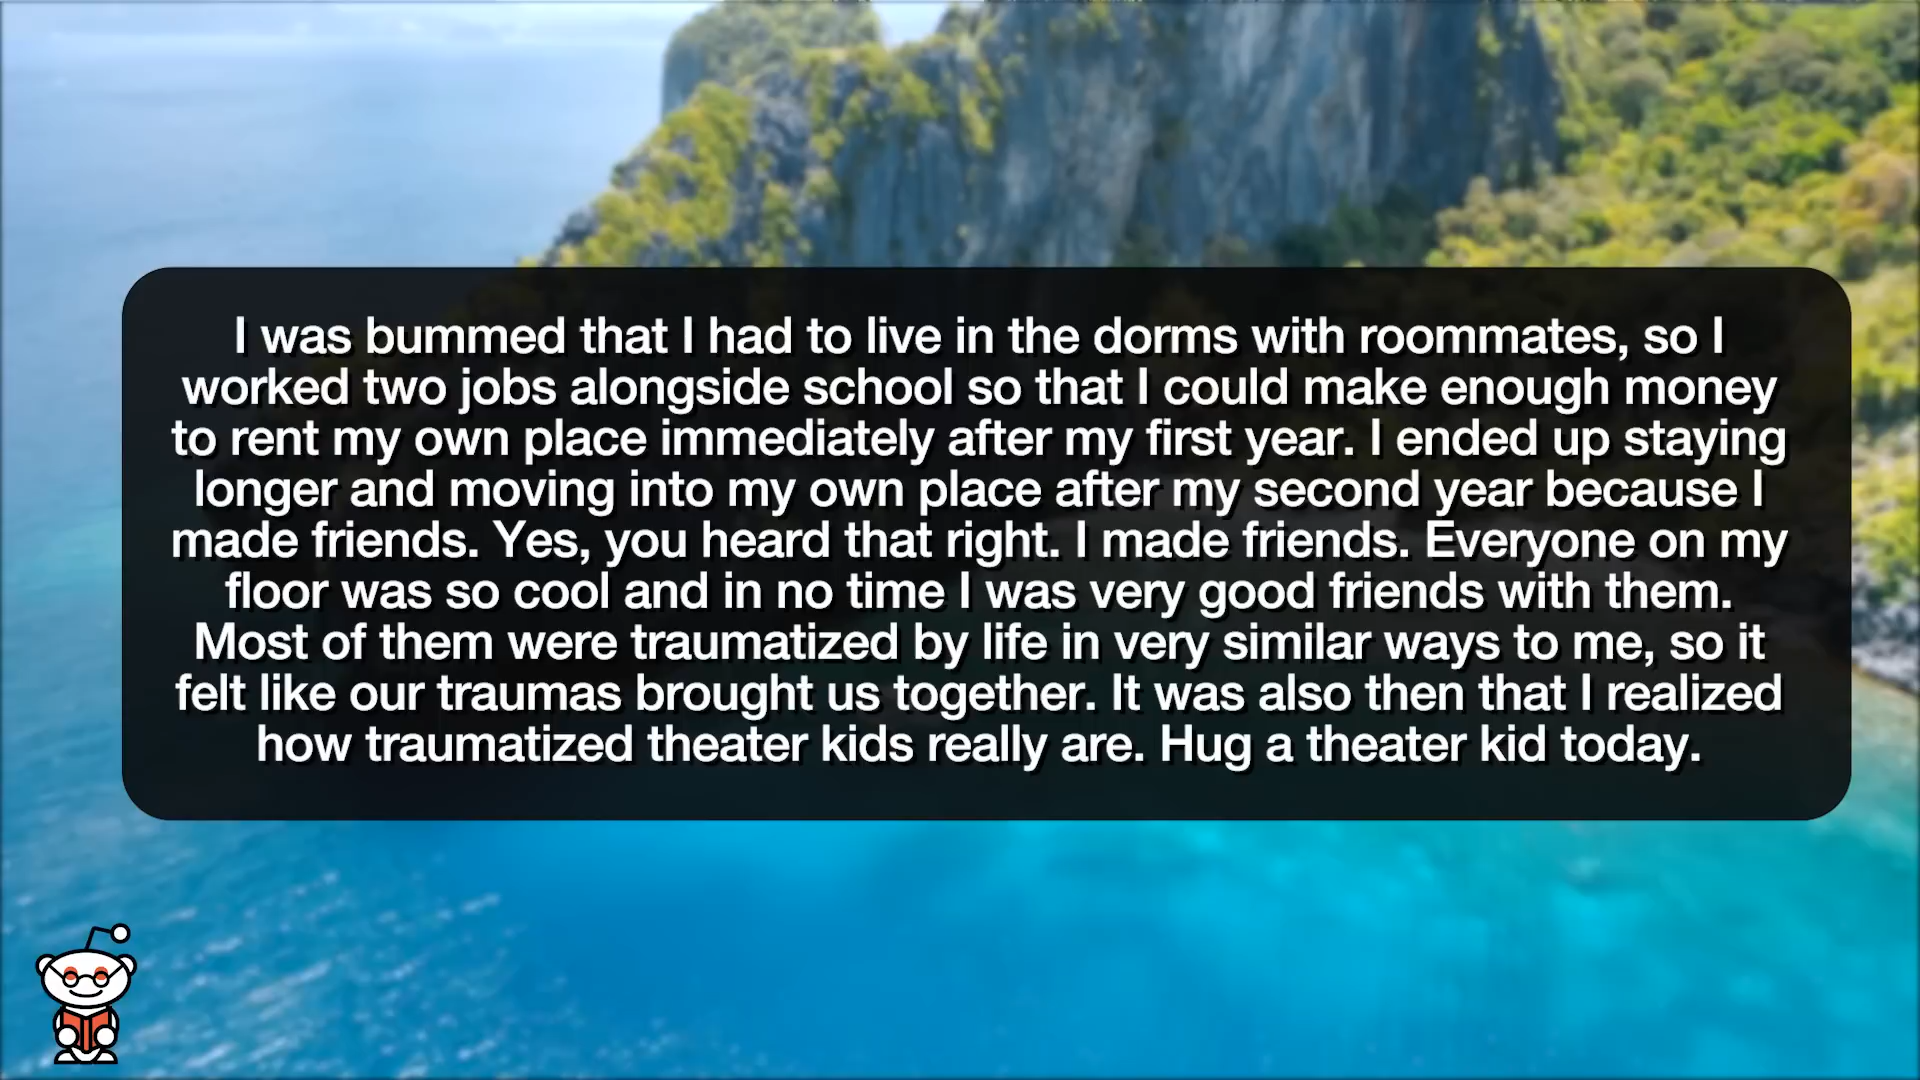 I was bummed that I had to live in the dorms with roommates, so I
worked two jobs alongside school so that I could make enough money
to rent my own place immediately after my first year. I ended up staying
longer and moving into my own place after my second year because I
made friends. Yes, you heard that right. I made friends. Everyone on my
floor was so cool and in no time I was very good friends with them.
Most of them were traumatized by life in very similar ways to me, so it
felt like our traumas brought us together. It was also then that I realized
how traumatized theater kids really are. Hug a theater kid today.